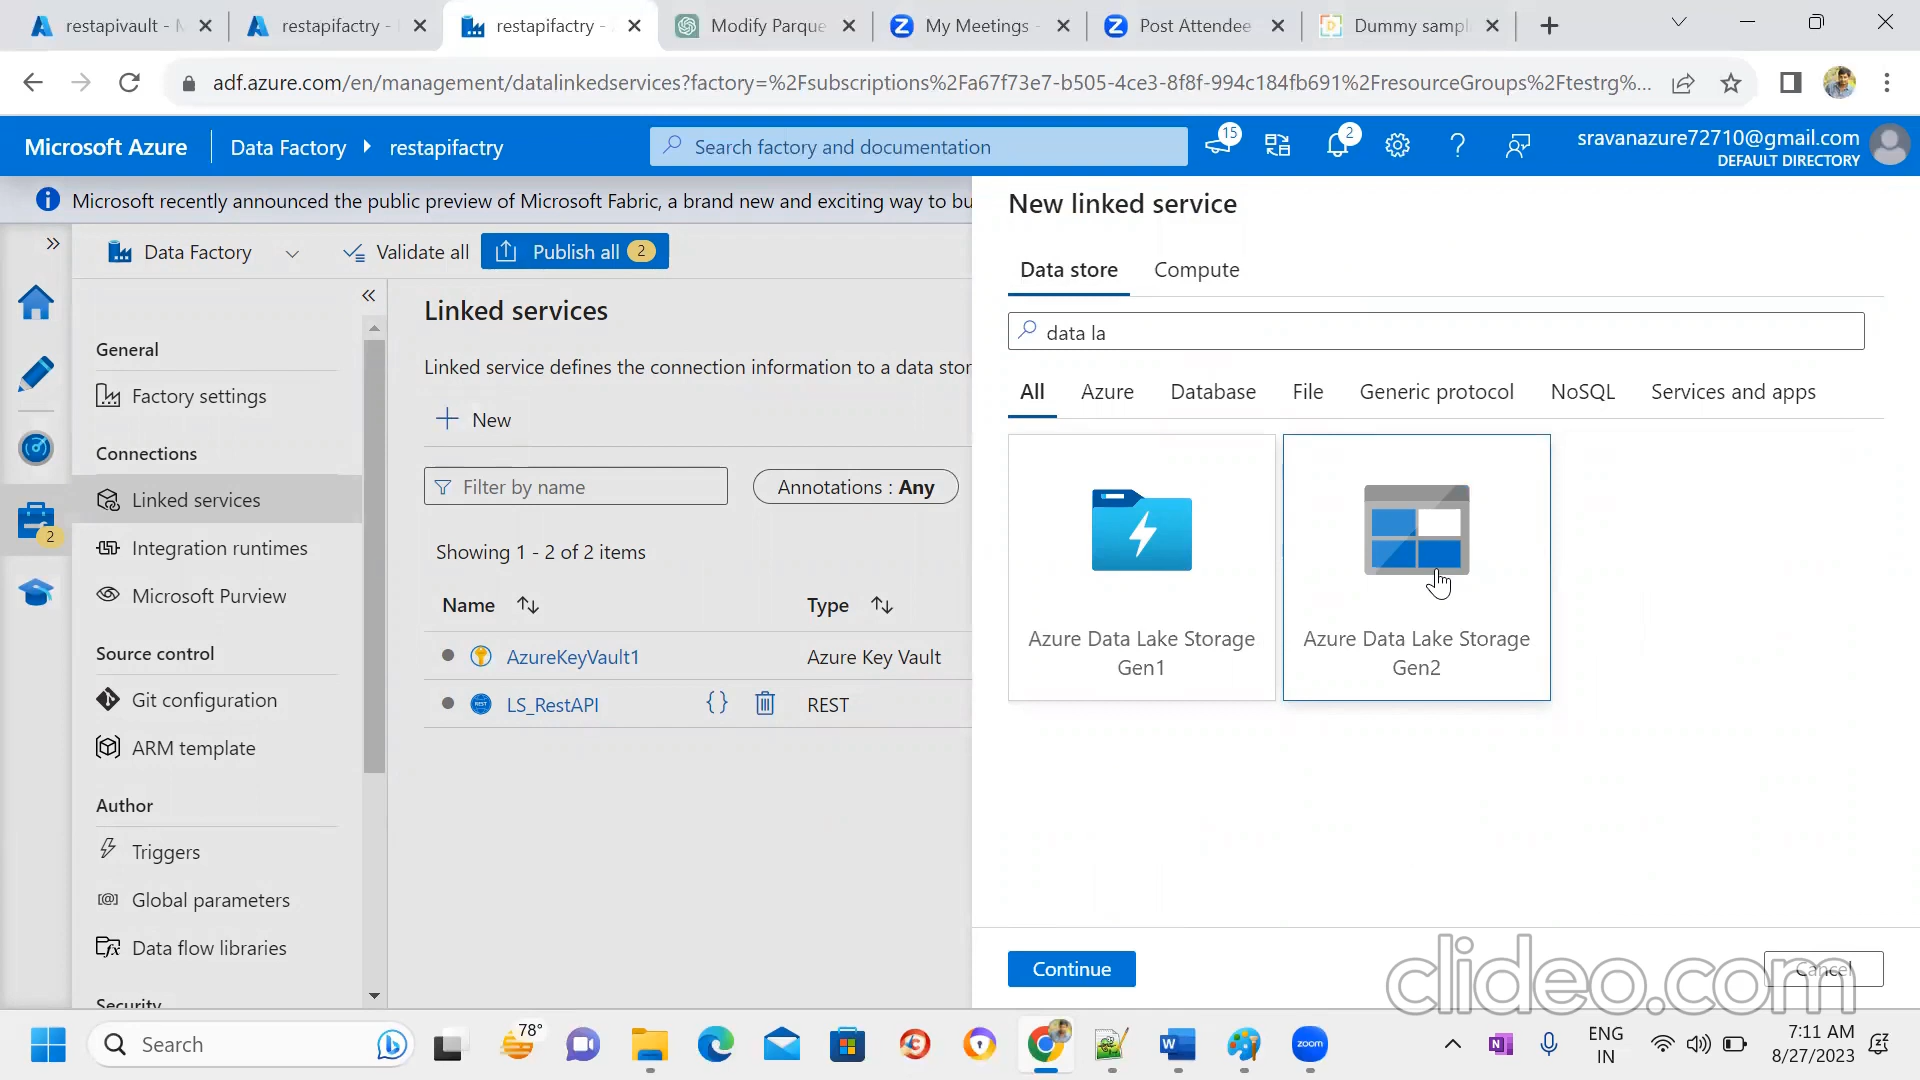 restapivault - M
restapifactry -
restapifactry -
Modify Parque
My Meetings -
Post Attendee
Dummy sampl
adf.azure.com/en/management/datalinkedservices?factory=%2Fsubscriptions%2Fa67f73e7-b505-4ce3-8f8f-994c184fb691%2FresourceGroups%2Ftestrg%...
Microsoft Azure
Data Factory
restapifactry
Search factory and documentation
15
2
sravanazure72710@gmail.com
DEFAULT DIRECTORY
Microsoft recently announced the public preview of Microsoft Fabric, a brand new and exciting way to bu
Data Factory
Validate all
Publish all 2
2
General
Factory settings
Connections
Linked services
Integration runtimes
Microsoft Purview
Source control
Git configuration
ARM template
Author
Triggers
Global parameters
Data flow libraries
Security
Linked services
Linked service defines the connection information to a data stor
New
Filter by name
Annotations : Any
Showing 1 - 2 of 2 items
Name
Type
AzureKeyVault1
Azure Key Vault
REST
LS_RestAPI
{}
REST
New linked service
Data store
Compute
data la
All
Azure
Database
File
Generic protocol
NoSQL
Services and apps
Azure Data Lake Storage
Gen1
Azure Data Lake Storage
Gen2
Continue
Cancel
clideo.com
Search
78°
zoom
ENG
IN
7:11 AM
8/27/2023